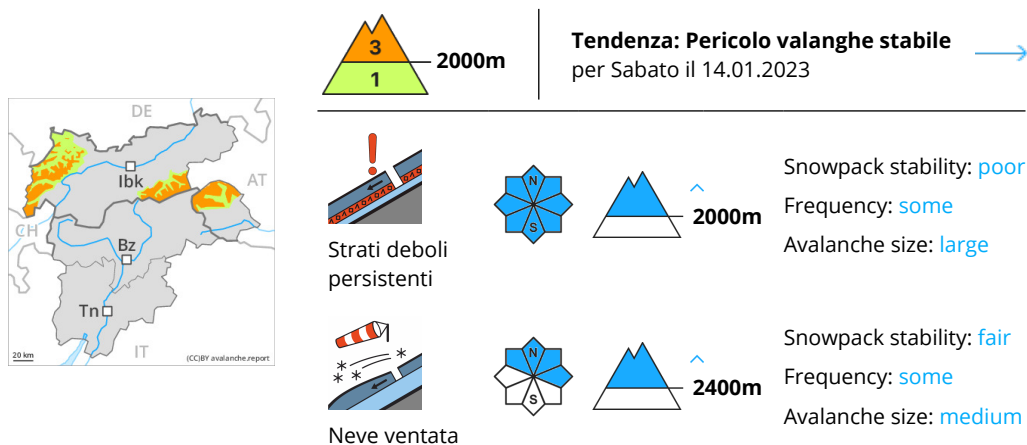 3
1
2000m
Tendenza: Pericolo valanghe stabile
per Sabato il 14.01.2023
DE
AT
Ibk
CH
Bz
Tn
IT
20 km
(CC)BY avalanche.report
Strati deboli
persistenti
N
S
2000m
Snowpack stability: poor
Frequency: some
Avalanche size: large
Neve ventata
N
S
2400m
Snowpack stability: fair
Frequency: some
Avalanche size: medium